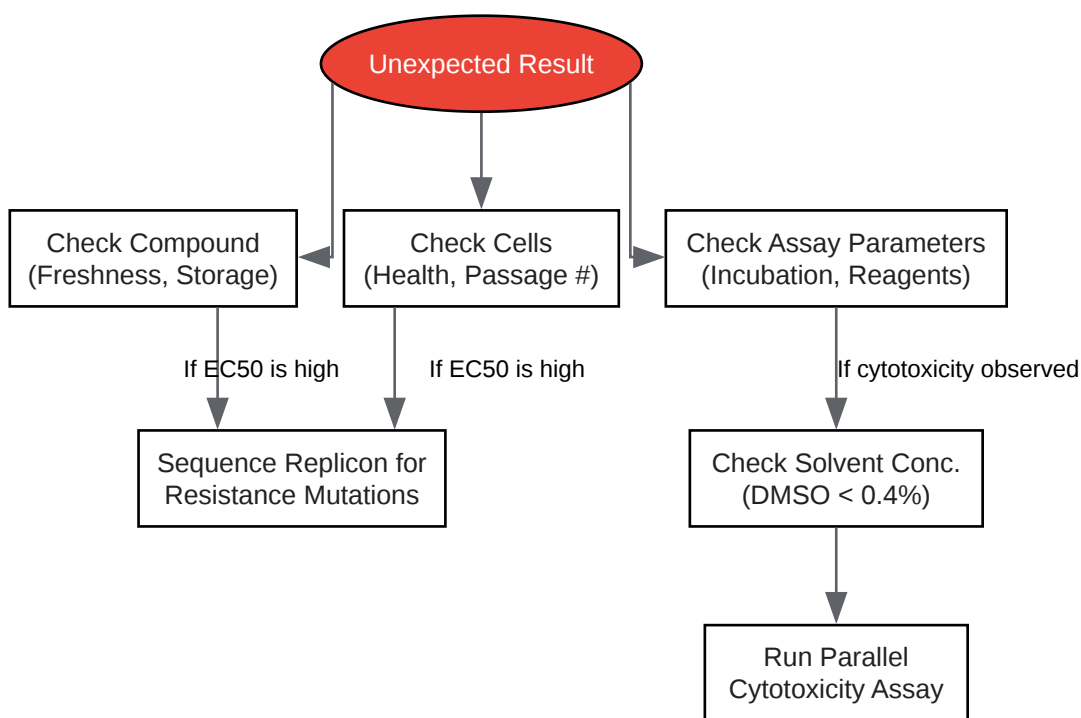 Unexpected Result
Check Compound
(Freshness, Storage)
Check Cells
(Health, Passage #)
Check Assay Parameters
(Incubation, Reagents)
If EC50 is high
If EC50 is high
If cytotoxicity observed
Sequence Replicon for
Resistance Mutations
Check Solvent Conc.
(DMSO < 0.4%)
Run Parallel
Cytotoxicity Assay